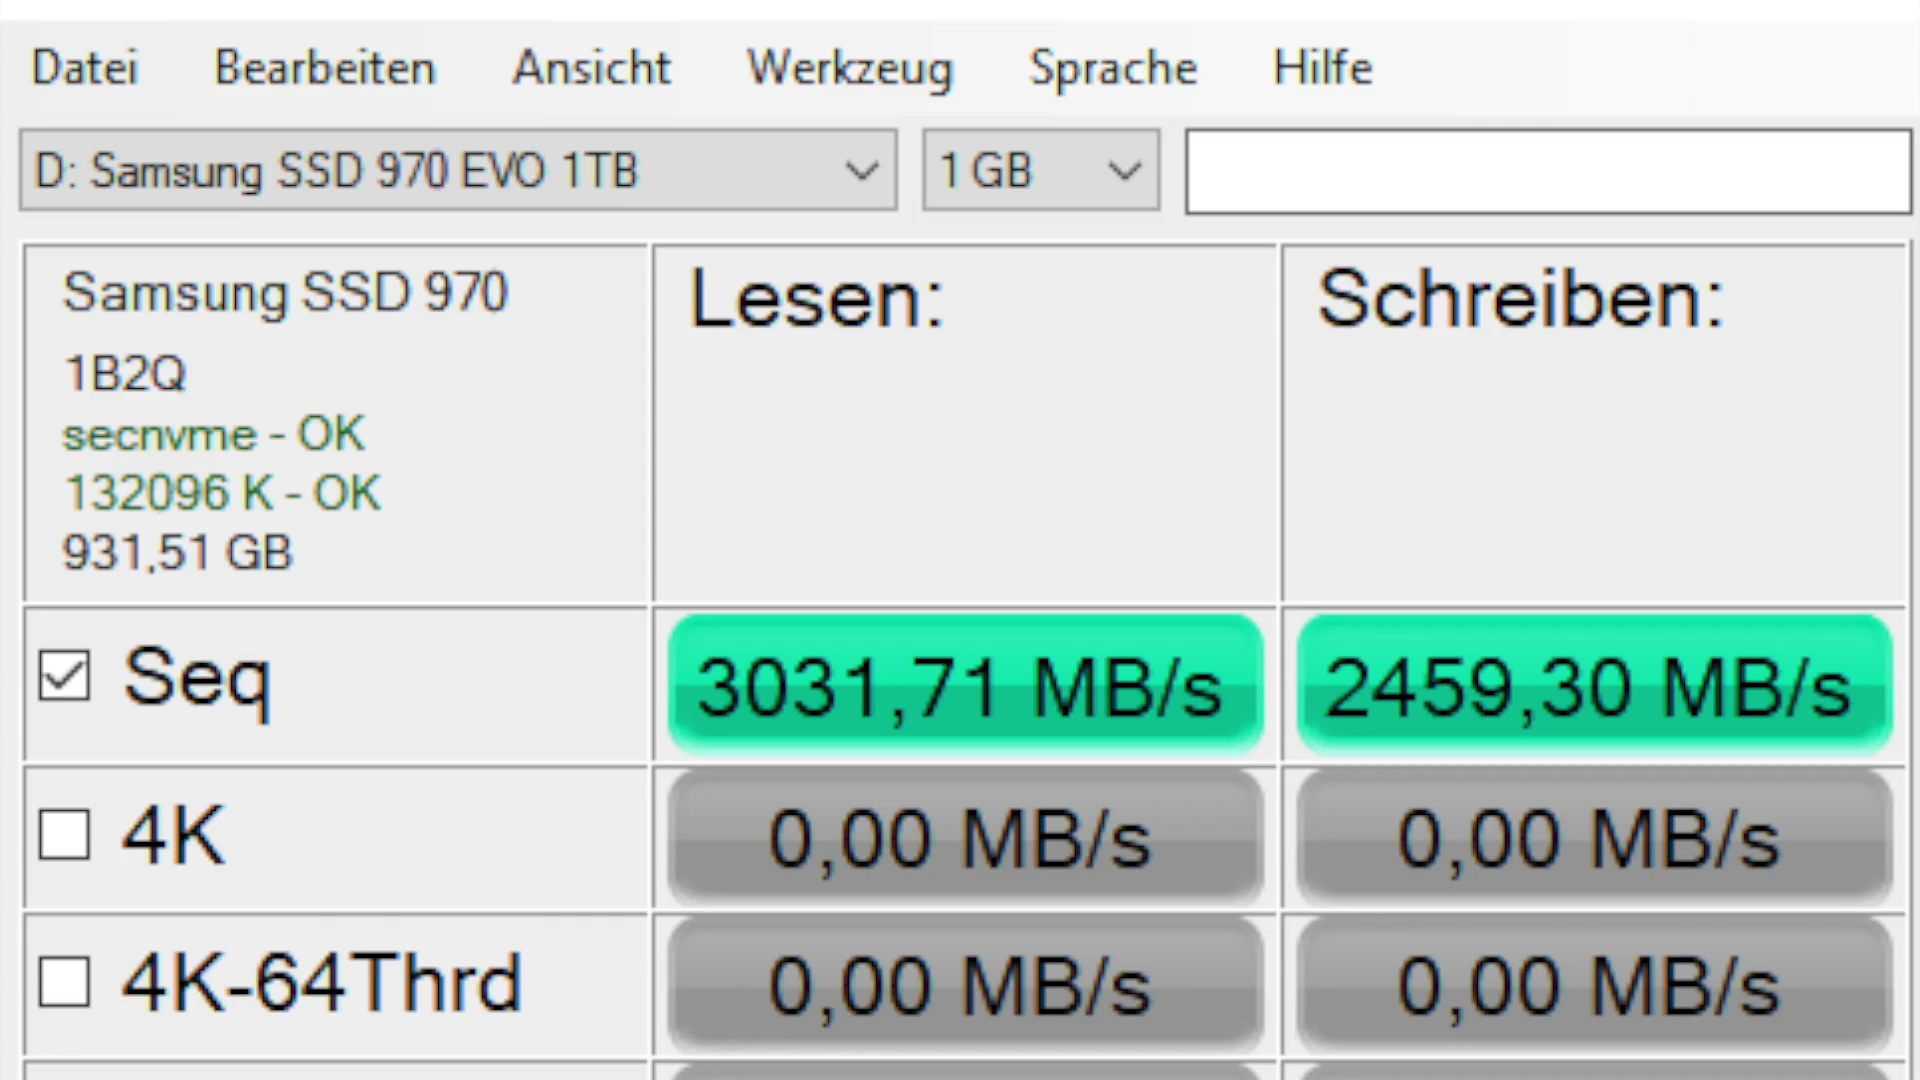 Datei Bearbeiten Ansicht Werkzeug Sprache Hilfe
D: Samsung SSD 970 EVO 1TB 1 GB
Samsung SSD 970 Lesen: Schreiben:
1B2Q
secnvme - OK
132096 K - OK
931,51 GB
Seq 3031,71 MB/s 2459,30 MB/s
4K 0,00 MB/s 0,00 MB/s
4K-64Thrd 0,00 MB/s 0,00 MB/s